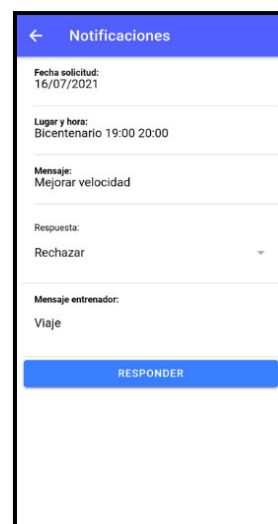 Notificaciones
Fecha solicitud:
16/07/2021
Lugar y hora:
Bicentenario 19:00 20:00
Mensaje:
Mejorar velocidad
Respuesta:
Rechazar
Mensaje entrenador:
Viaje
RESPONDER